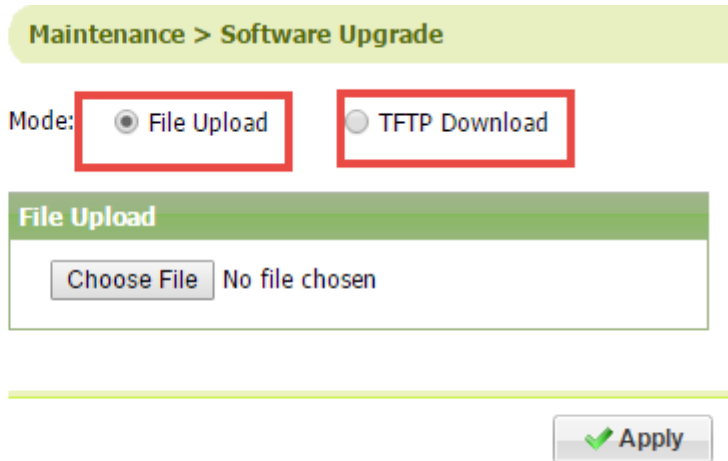 Maintenance > Software Upgrade
Mode: File Upload TFTP Download
File Upload
Choose File No file chosen
Apply